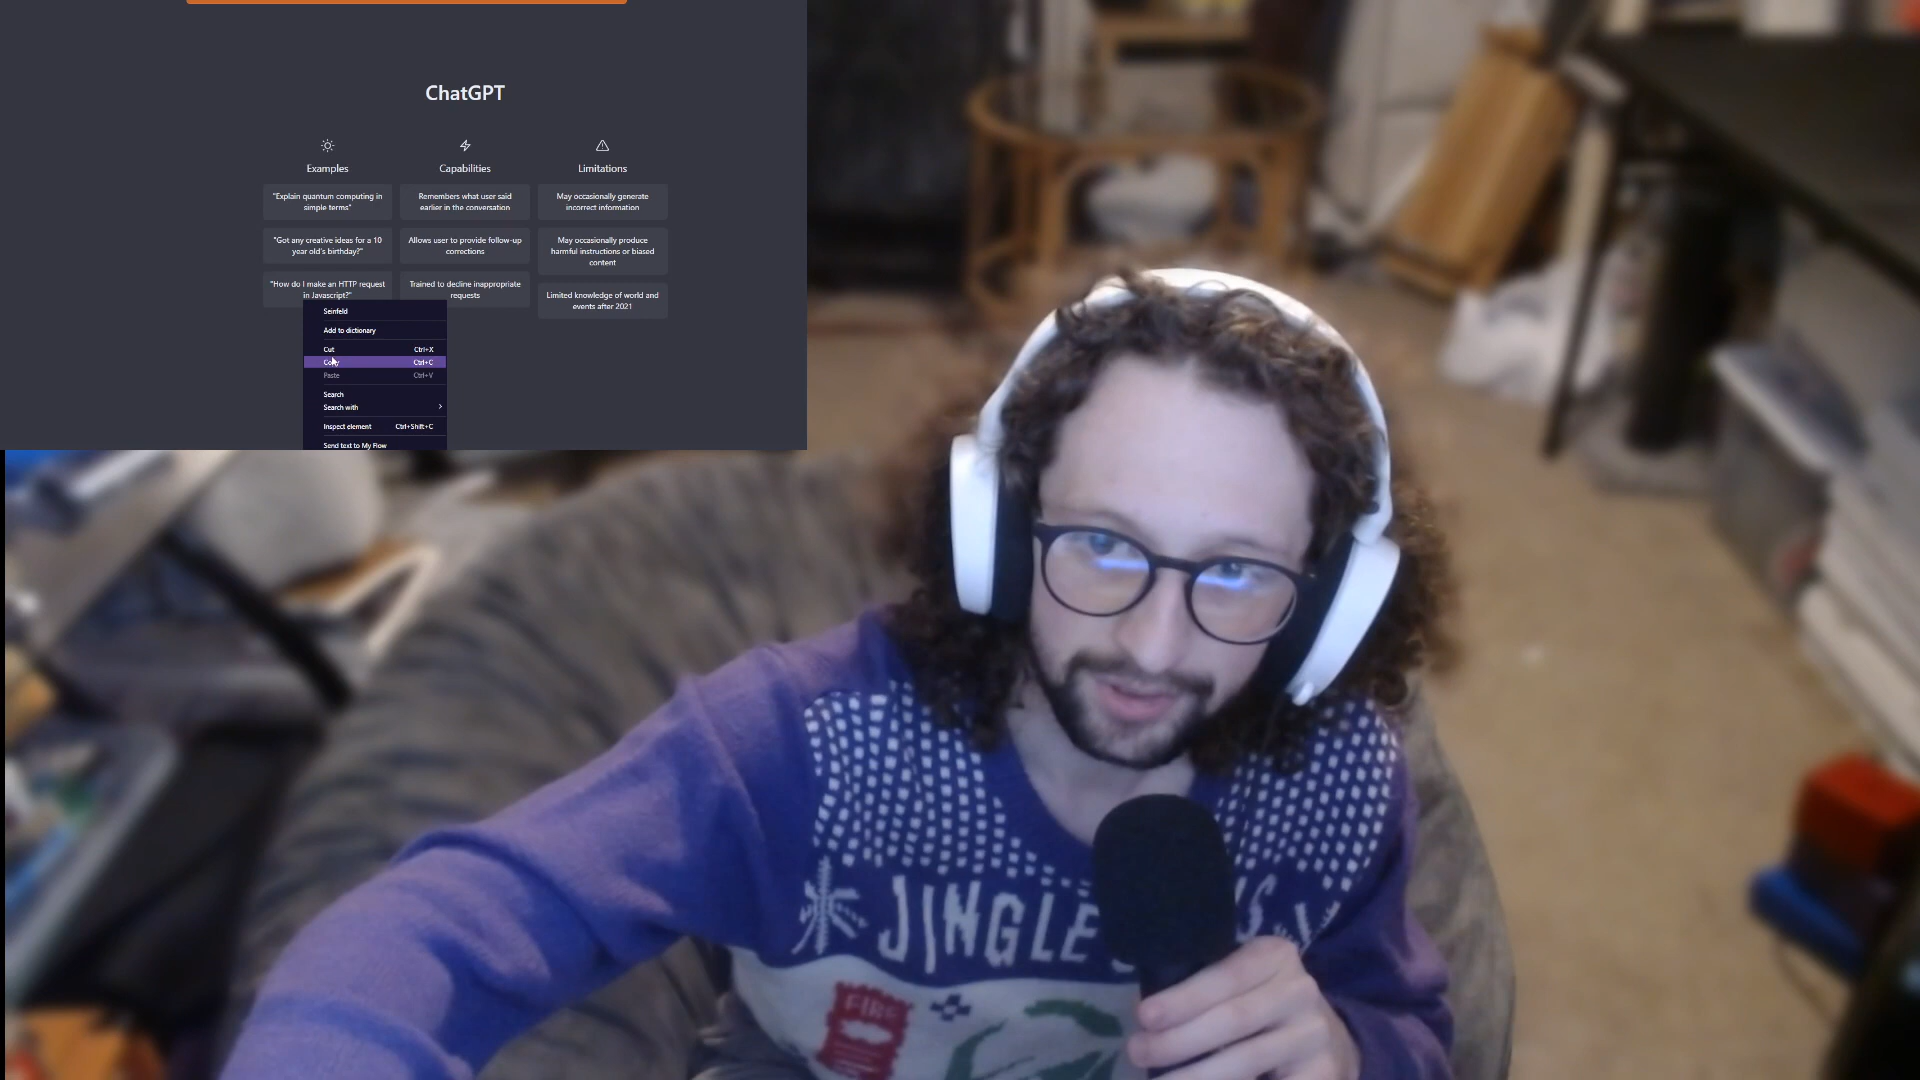 ChatGPT
Examples
Capabilities
Limitations
"Explain quantum computing in
simple terms"
Remembers what user said
earlier in the conversation
May occasionally generate
incorrect information
"Got any creative ideas for a 10
year old's birthday?"
Allows user to provide follow-up
corrections
May occasionally produce
harmful instructions or biased
content
"How do I make an HTTP request
in Javascript?"
Trained to decline inappropriate
requests
Limited knowledge of world and
events after 2021
Seinfeld
Add to dictionary
Cut Ctrl+X
Copy Ctrl+C
Paste Ctrl+V
Search
Search with
Inspect element Ctrl+Shift+C
Send text to My Flow
JINGLE
FIRE